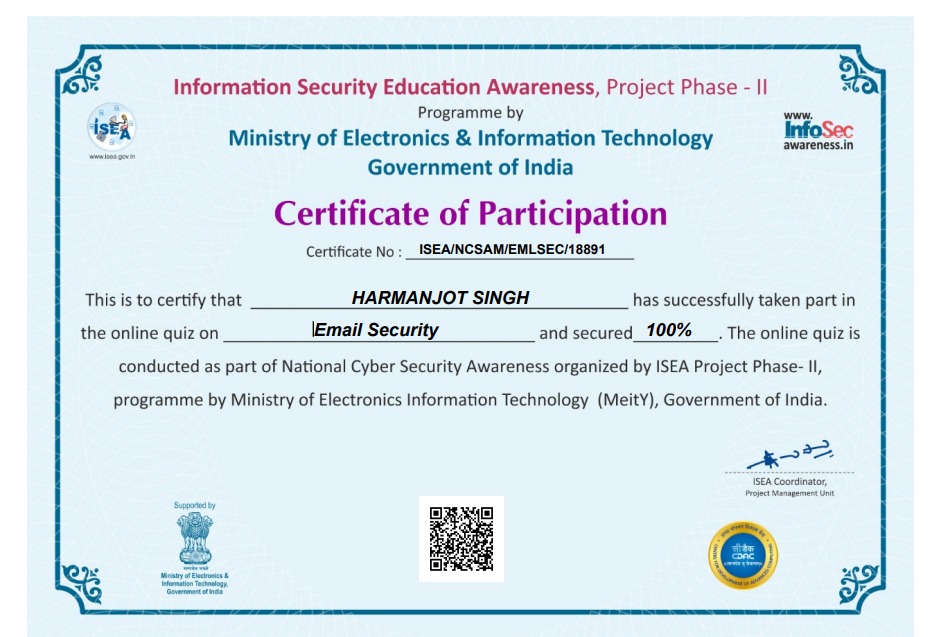 Information Security Education Awareness, Project Phase - II
Programme by
ISEA
www.isea.gov.in
Ministry of Electronics & Information Technology
Government of India
www.
InfoSec
awareness.in
Certificate of Participation
Certificate No : ISEA/NCSAM/EMLSEC/18891
This is to certify that HARMANJOT SINGH has successfully taken part in
the online quiz on Email Security and secured 100%. The online quiz is
conducted as part of National Cyber Security Awareness organized by ISEA Project Phase- II,
programme by Ministry of Electronics Information Technology (MeitY), Government of India.
ISEA Coordinator,
Project Management Unit
Supported by
सत्यमेव जयते
Ministry of Electronics &
Information Technology,
Government of India
सी डैक
CDAC